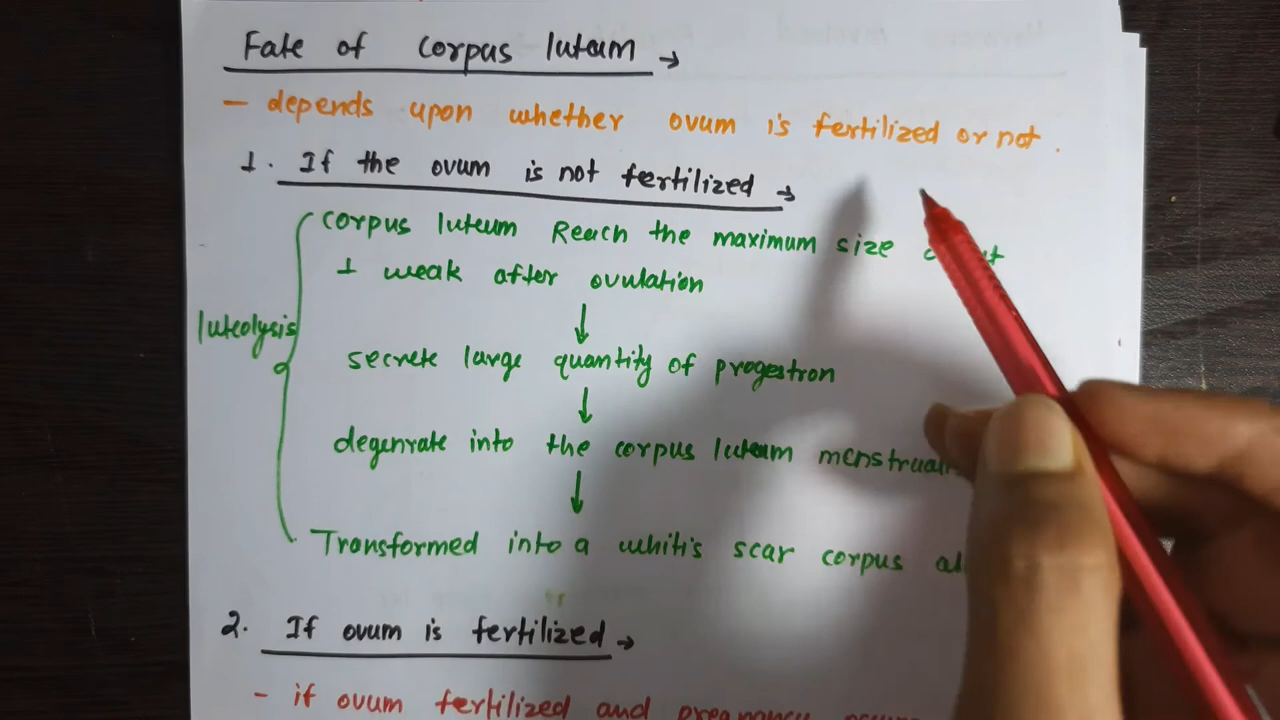 Fate of corpus luteum →
- depends upon whether ovum is fertilized or not.
1. If the ovum is not fertilized →
corpus luteum Reach the maximum size
1 weak after ovulation
↓
luteolysis
secrete large quantity of progestron
↓
degenrate into the corpus luteum menstrual
↓
Transformed into a whitis scar corpus
2. If ovum is fertilized →
- if ovum fertilized and pregnancy